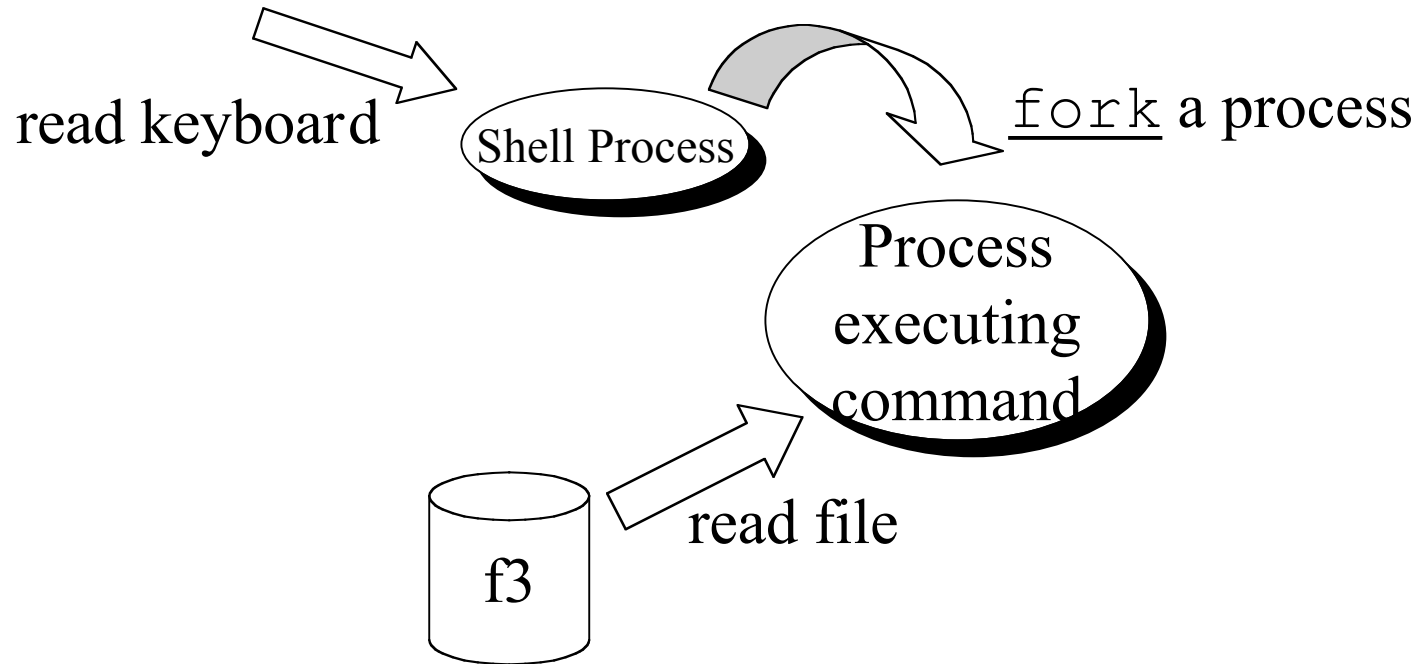 read keyboard
Shell Process
fork a process
Process
executing
command
read file
f3